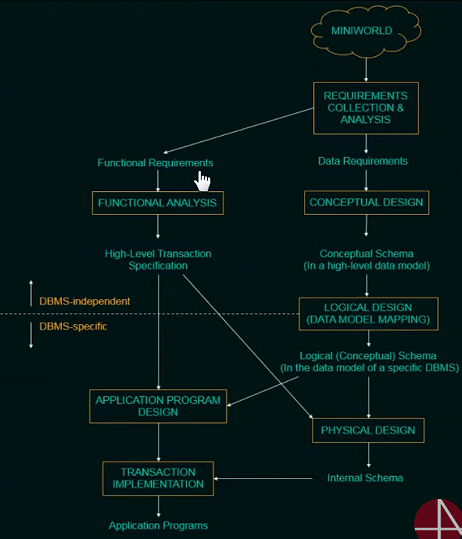 MINIWORLD
REQUIREMENTS
COLLECTION &
ANALYSIS
Functional Requirements
Data Requirements
FUNCTIONAL ANALYSIS
CONCEPTUAL DESIGN
High-Level Transaction
Specification
Conceptual Schema
(In a high-level data model)
DBMS-independent
DBMS-specific
LOGICAL DESIGN
(DATA MODEL MAPPING)
Logical (Conceptual) Schema
(In the data model of a specific DBMS)
APPLICATION PROGRAM
DESIGN
PHYSICAL DESIGN
TRANSACTION
IMPLEMENTATION
Internal Schema
Application Programs